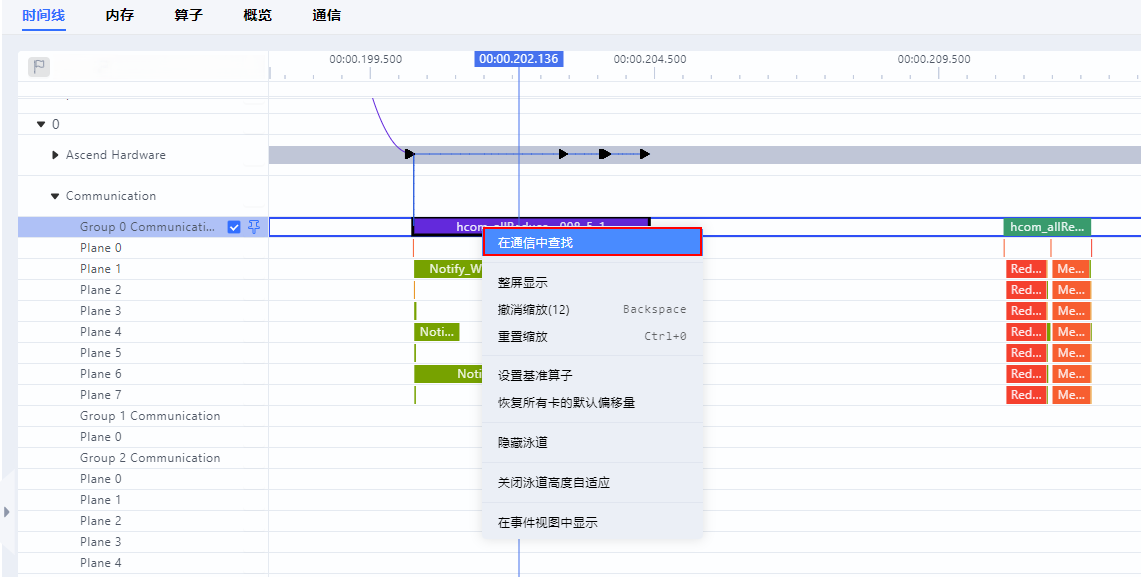 时间线 内存 算子 概览 通信
00:00.199.500 00:00.202.136 00:00.204.500 00:00.209.500
0
Ascend Hardware
Communication
Group 0 Communicati... hcom_allRe...
在通信中查找
Plane 0
Plane 1 Notify_W Red... Me...
整屏显示
Plane 2 Red... Me...
撤消缩放(12) Backspace
Plane 3 Red... Me...
重置缩放 Ctrl+0
Plane 4 Noti... Red... Me...
Plane 5 Red... Me...
设置基准算子
Plane 6 Noti Red... Me...
Plane 7 Red... Me...
恢复所有卡的默认偏移量
Group 1 Communication
Plane 0
隐藏泳道
Group 2 Communication
Plane 0
关闭泳道高度自适应
Plane 1
Plane 2
在事件视图中显示
Plane 3
Plane 4